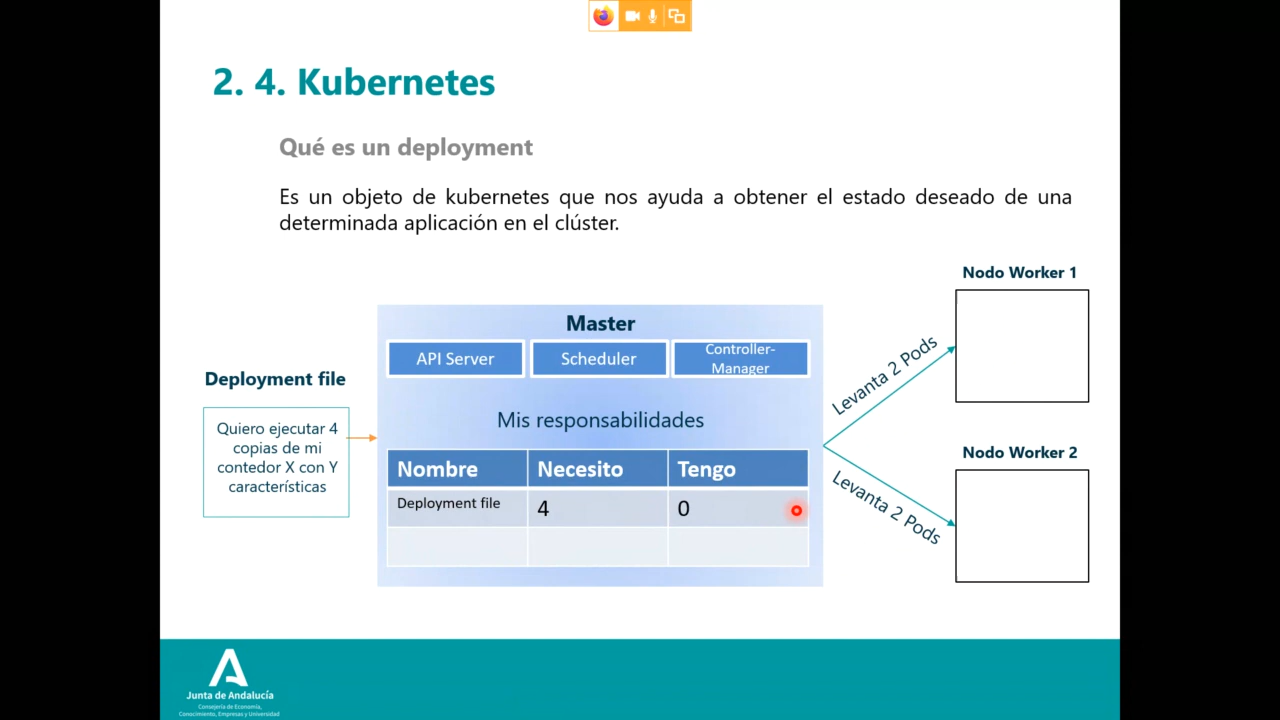 2. 4. Kubernetes
Qué es un deployment
Es un objeto de kubernetes que nos ayuda a obtener el estado deseado de una
determinada aplicación en el clúster.
Deployment file
Quiero ejecutar 4
copias de mi
contedor X con Y
características
Master
API Server
Scheduler
Controller-
Manager
Mis responsabilidades
Nombre Necesito Tengo
Deployment file 4 0
Levanta 2 Pods
Levanta 2 Pods
Nodo Worker 1
Nodo Worker 2
Junta de Andalucía
Consejería de Economía,
Conocimiento, Empresas y Universidad